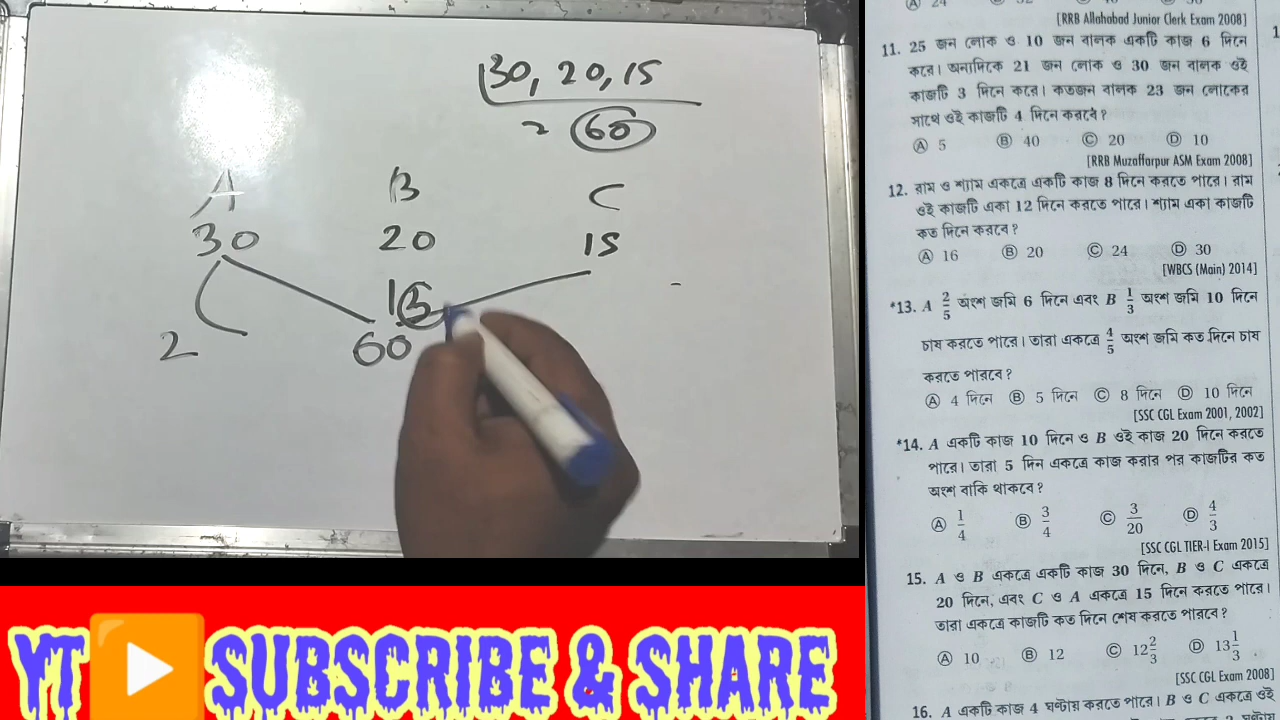 30, 20, 15
= 60
A B C
30 20 15
15
2 60
YT SUBSCRIBE & SHARE
[RRB Allahabad Junior Clerk Exam 2008]
11. 25 জন লোক ও 10 জন বালক একটি কাজ 6 দিনে
করে। অন্যদিকে 21 জন লোক ও 30 জন বালক ওই
কাজটি 3 দিনে করে। কতজন বালক 23 জন লোকের
সাথে ওই কাজটি 4 দিনে করবে?
Ⓐ 5 Ⓑ 40 Ⓒ 20 Ⓓ 10
[RRB Muzaffarpur ASM Exam 2008]
12. রাম ও শ্যাম একত্রে একটি কাজ 8 দিনে করতে পারে। রাম
ওই কাজটি একা 12 দিনে করতে পারে। শ্যাম একা কাজটি
কত দিনে করবে?
Ⓐ 16 Ⓑ 20 Ⓒ 24 Ⓓ 30
[WBCS (Main) 2014]
*13. A 2/5 অংশ জমি 6 দিনে এবং B 1/3 অংশ জমি 10 দিনে
চাষ করতে পারে। তারা একত্রে 4/5 অংশ জমি কত দিনে চাষ
করতে পারবে?
Ⓐ 4 দিনে Ⓑ 5 দিনে Ⓒ 8 দিনে Ⓓ 10 দিনে
[SSC CGL Exam 2001, 2002]
*14. A একটি কাজ 10 দিনে ও B ওই কাজ 20 দিনে করতে
পারে। তারা 5 দিন একত্রে কাজ করার পর কাজটির কত
অংশ বাকি থাকবে?
Ⓐ 1/4 Ⓑ 3/4 Ⓒ 3/20 Ⓓ 4/3
[SSC CGL TIER-I Exam 2015]
15. A ও B একত্রে একটি কাজ 30 দিনে, B ও C একত্রে
20 দিনে, এবং C ও A একত্রে 15 দিনে করতে পারে।
তারা একত্রে কাজটি কত দিনে শেষ করতে পারবে?
Ⓐ 10 Ⓑ 12 Ⓒ 12 2/3 Ⓓ 13 1/3
[SSC CGL Exam 2008]
16. A একটি কাজ 4 ঘণ্টায় করতে পারে। B ও C একত্রে ওই